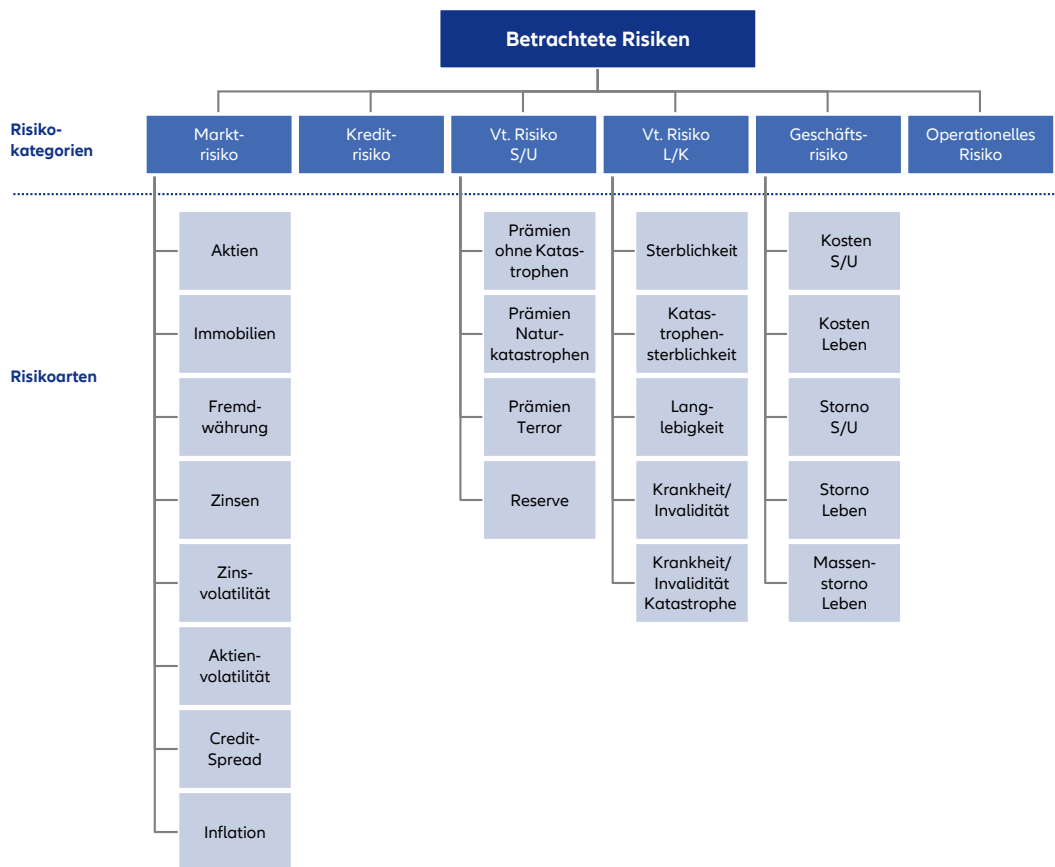 Betrachtete Risiken
Risiko-
kategorien
Markt-
risiko
Kredit-
risiko
Vt. Risiko
S/U
Vt. Risiko
L/K
Geschäfts-
risiko
Operationelles
Risiko
Risikoarten
Aktien
Immobilien
Fremd-
währung
Zinsen
Zins-
volatilität
Aktien-
volatilität
Credit-
Spread
Inflation
Prämien
ohne Katas-
trophen
Prämien
Natur-
katastrophen
Prämien
Terror
Reserve
Sterblichkeit
Katas-
trophen-
sterblichkeit
Lang-
lebigkeit
Krankheit/
Invalidität
Krankheit/
Invalidität
Katastrophe
Kosten
S/U
Kosten
Leben
Storno
S/U
Storno
Leben
Massen-
storno
Leben